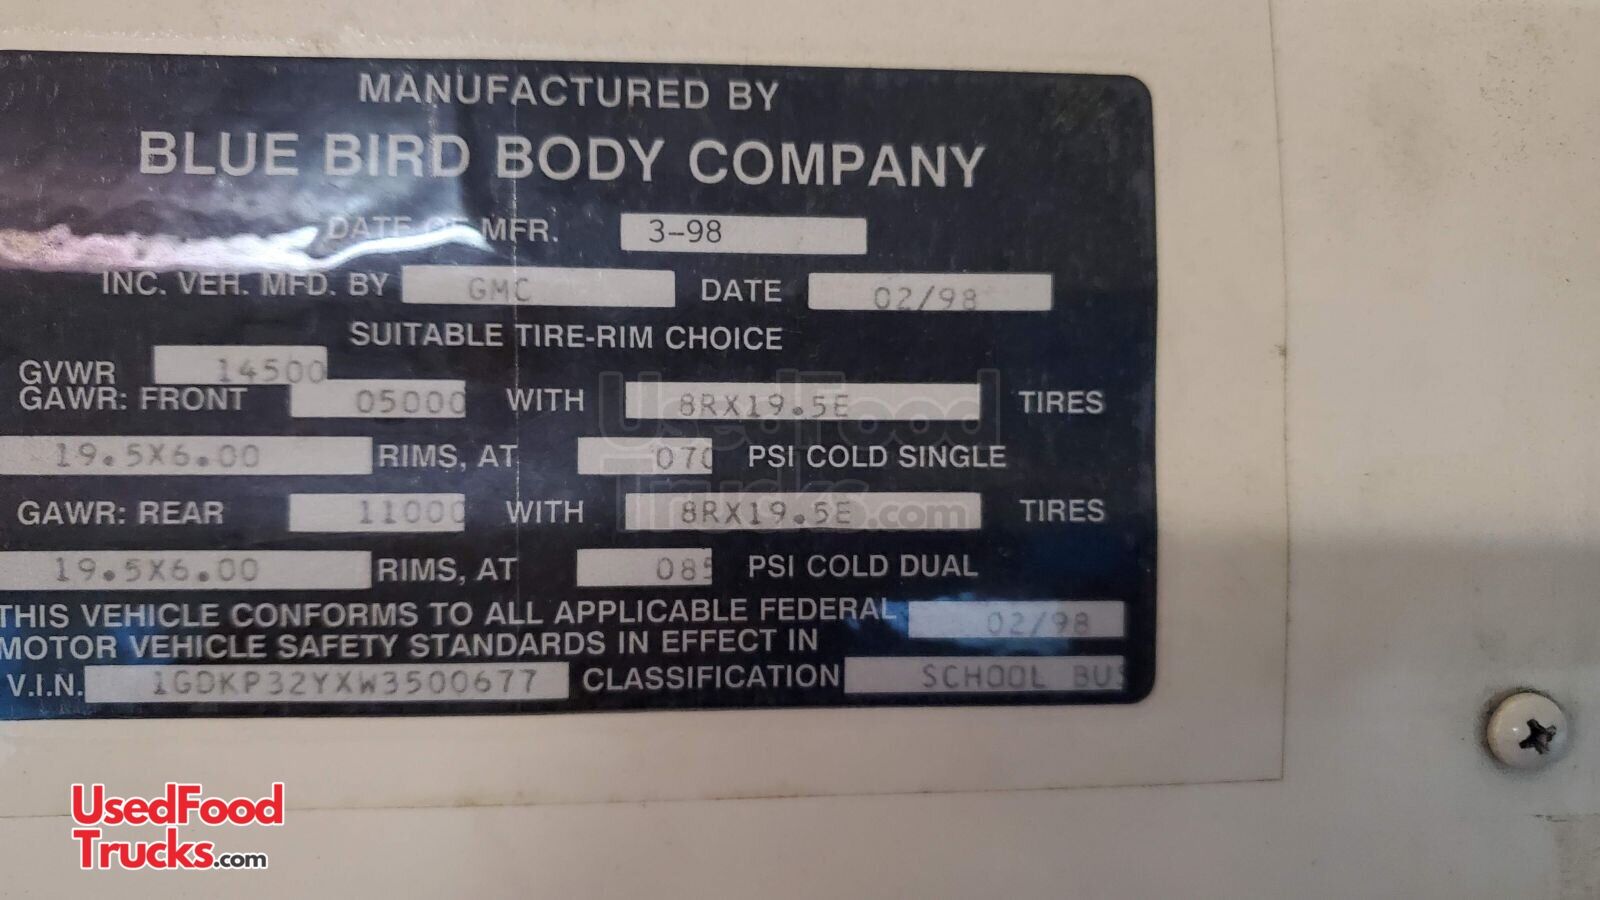 MANUFACTURED BY
BLUE BIRD BODY COMPANY
DATE OF MFR. 3-98
INC. VEH. MFD. BY GMC DATE 02/98
SUITABLE TIRE-RIM CHOICE
GVWR 14500
GAWR: FRONT 05000 WITH 8RX19.5E TIRES
19.5X6.00 RIMS, AT 070 PSI COLD SINGLE
GAWR: REAR 11000 WITH 8RX19.5E TIRES
19.5X6.00 RIMS, AT 085 PSI COLD DUAL
THIS VEHICLE CONFORMS TO ALL APPLICABLE FEDERAL 02/98
MOTOR VEHICLE SAFETY STANDARDS IN EFFECT IN
V.I.N. 1GDKP32YXW3500677 CLASSIFICATION SCHOOL BUS
UsedFood
Trucks.com
UsedFood
Trucks.com